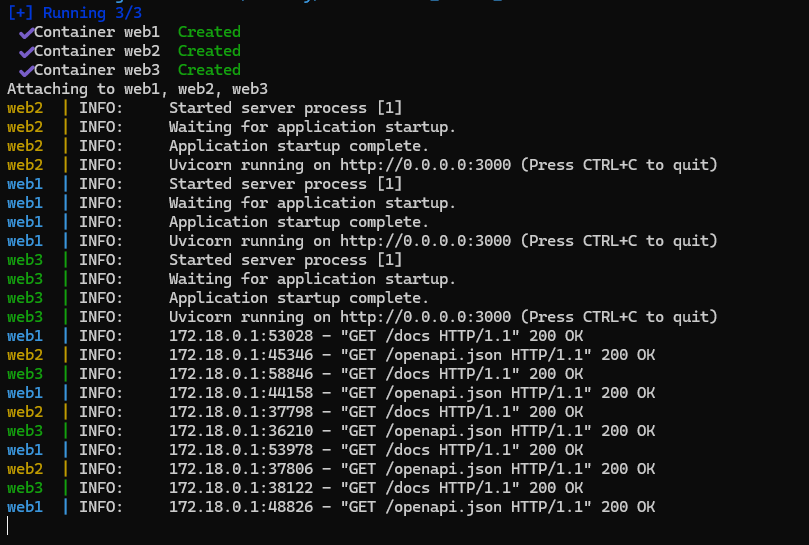 [+] Running 3/3
✔Container web1 Created
✔Container web2 Created
✔Container web3 Created
Attaching to web1, web2, web3
web2 | INFO: Started server process [1]
web2 | INFO: Waiting for application startup.
web2 | INFO: Application startup complete.
web2 | INFO: Uvicorn running on http://0.0.0.0:3000 (Press CTRL+C to quit)
web1 | INFO: Started server process [1]
web1 | INFO: Waiting for application startup.
web1 | INFO: Application startup complete.
web1 | INFO: Uvicorn running on http://0.0.0.0:3000 (Press CTRL+C to quit)
web3 | INFO: Started server process [1]
web3 | INFO: Waiting for application startup.
web3 | INFO: Application startup complete.
web3 | INFO: Uvicorn running on http://0.0.0.0:3000 (Press CTRL+C to quit)
web1 | INFO: 172.18.0.1:53028 - "GET /docs HTTP/1.1" 200 OK
web2 | INFO: 172.18.0.1:45346 - "GET /openapi.json HTTP/1.1" 200 OK
web3 | INFO: 172.18.0.1:58846 - "GET /docs HTTP/1.1" 200 OK
web1 | INFO: 172.18.0.1:44158 - "GET /openapi.json HTTP/1.1" 200 OK
web2 | INFO: 172.18.0.1:37798 - "GET /docs HTTP/1.1" 200 OK
web3 | INFO: 172.18.0.1:36210 - "GET /openapi.json HTTP/1.1" 200 OK
web1 | INFO: 172.18.0.1:53978 - "GET /docs HTTP/1.1" 200 OK
web2 | INFO: 172.18.0.1:37806 - "GET /openapi.json HTTP/1.1" 200 OK
web3 | INFO: 172.18.0.1:38122 - "GET /docs HTTP/1.1" 200 OK
web1 | INFO: 172.18.0.1:48826 - "GET /openapi.json HTTP/1.1" 200 OK